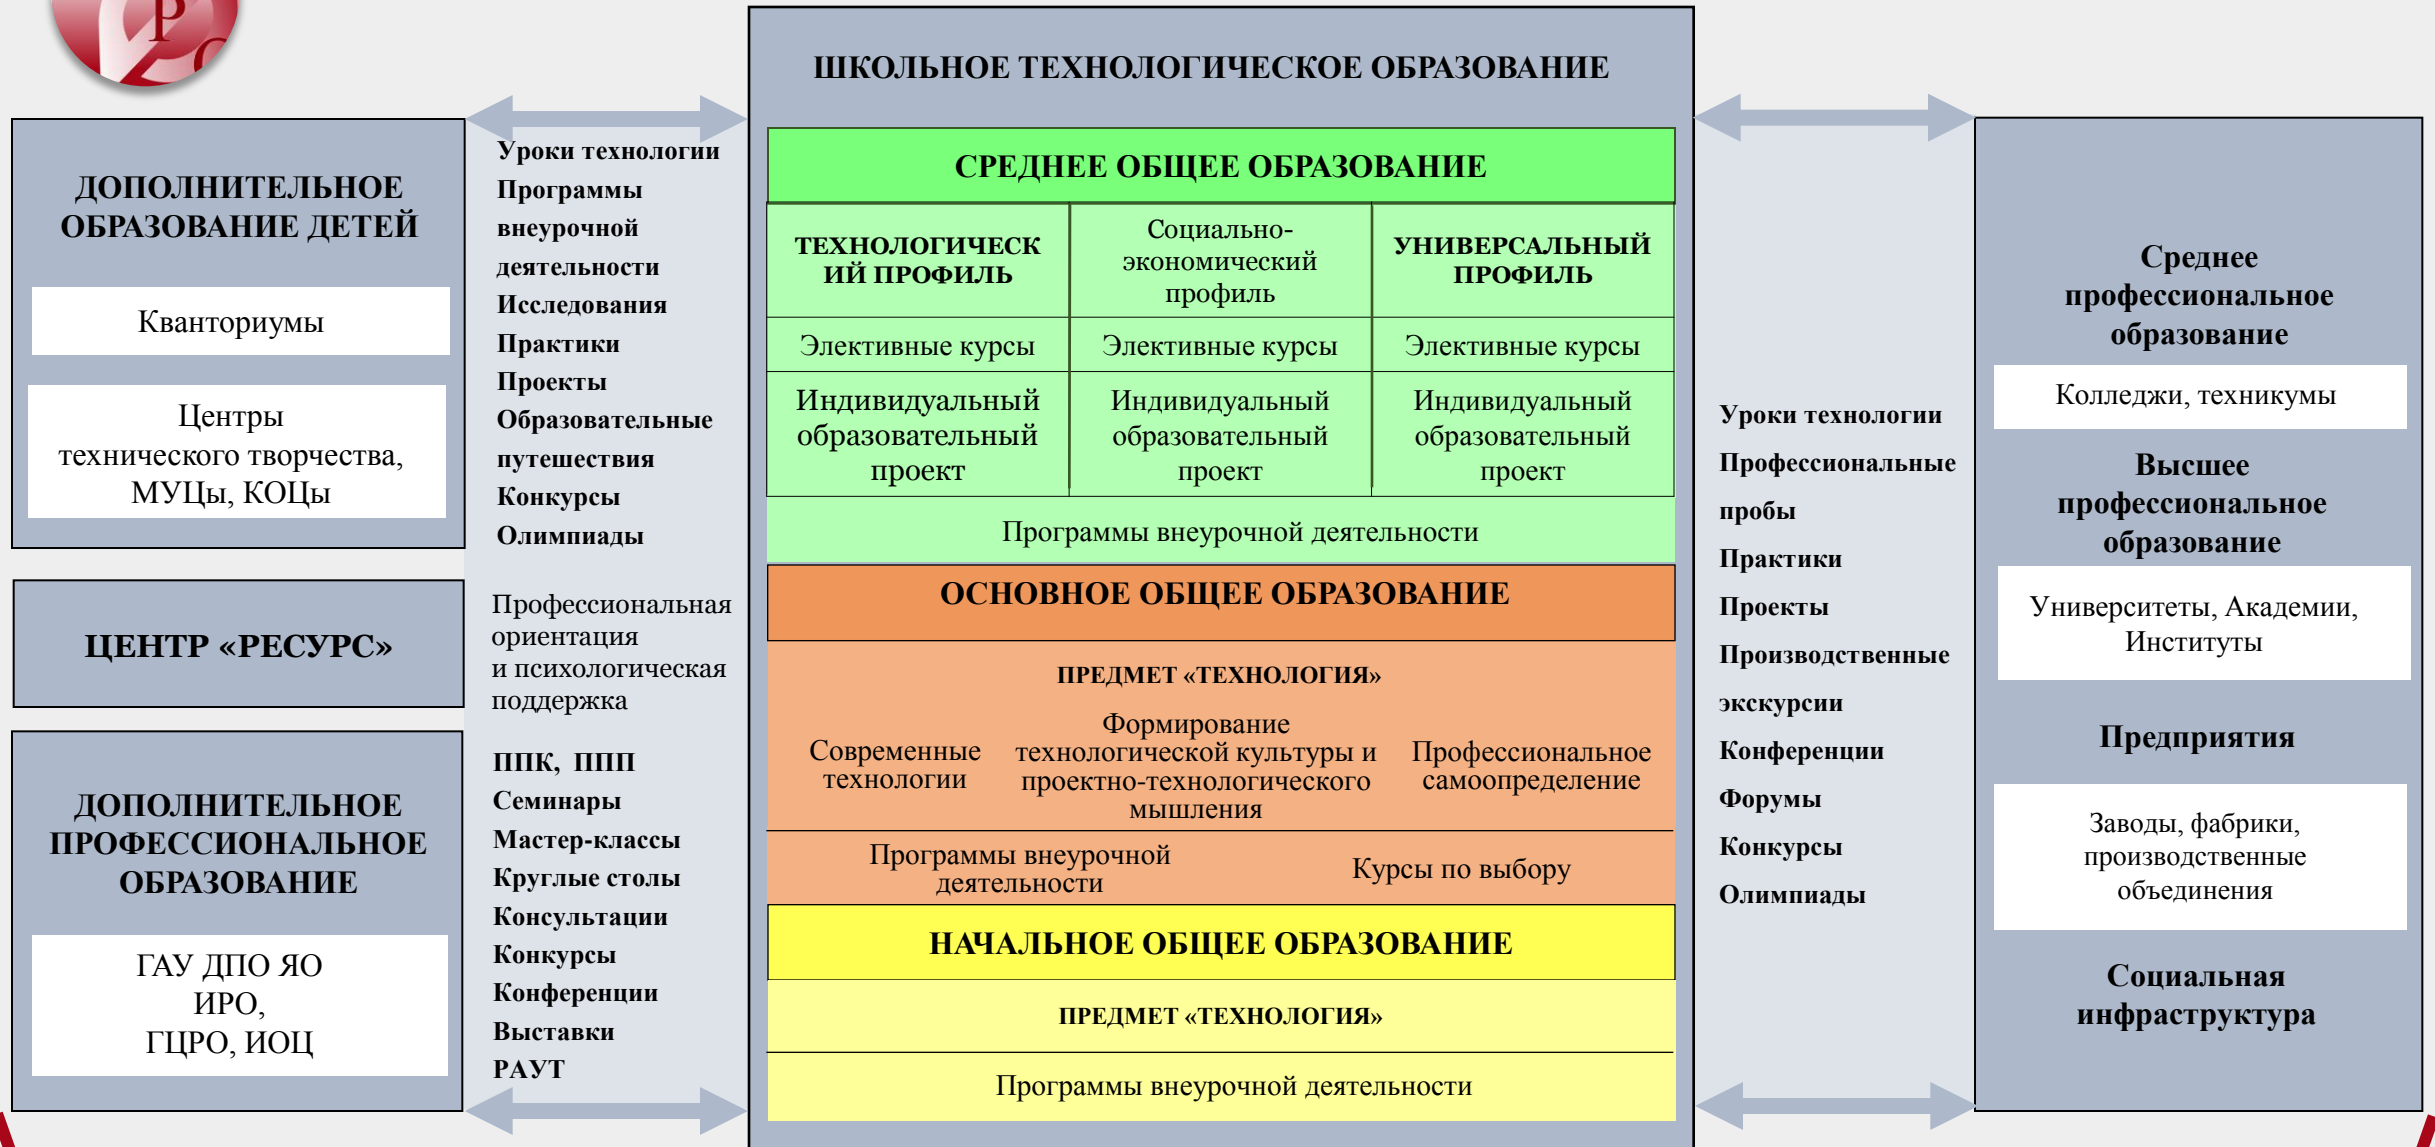 Р
С
ШКОЛЬНОЕ ТЕХНОЛОГИЧЕСКОЕ ОБРАЗОВАНИЕ
ДОПОЛНИТЕЛЬНОЕ
ОБРАЗОВАНИЕ ДЕТЕЙ
Кванториумы
Центры
технического творчества,
МУЦы, КОЦы
ЦЕНТР «РЕСУРС»
ДОПОЛНИТЕЛЬНОЕ
ПРОФЕССИОНАЛЬНОЕ
ОБРАЗОВАНИЕ
ГАУ ДПО ЯО
ИРО,
ГЦРО, ИОЦ
Уроки технологии
Программы
внеурочной
деятельности
Исследования
Практики
Проекты
Образовательные
путешествия
Конкурсы
Олимпиады
Профессиональная
ориентация
и психологическая
поддержка
ППК, ППП
Семинары
Мастер-классы
Круглые столы
Консультации
Конкурсы
Конференции
Выставки
РАУТ
СРЕДНЕЕ ОБЩЕЕ ОБРАЗОВАНИЕ
ТЕХНОЛОГИЧЕСК
ИЙ ПРОФИЛЬ
Социально-
экономический
профиль
УНИВЕРСАЛЬНЫЙ
ПРОФИЛЬ
Элективные курсы
Элективные курсы
Элективные курсы
Индивидуальный
образовательный
проект
Индивидуальный
образовательный
проект
Индивидуальный
образовательный
проект
Программы внеурочной деятельности
ОСНОВНОЕ ОБЩЕЕ ОБРАЗОВАНИЕ
ПРЕДМЕТ «ТЕХНОЛОГИЯ»
Современные
технологии
Формирование
технологической культуры и
проектно-технологического
мышления
Профессиональное
самоопределение
Программы внеурочной
деятельности
Курсы по выбору
НАЧАЛЬНОЕ ОБЩЕЕ ОБРАЗОВАНИЕ
ПРЕДМЕТ «ТЕХНОЛОГИЯ»
Программы внеурочной деятельности
Уроки технологии
Профессиональные
пробы
Практики
Проекты
Производственные
экскурсии
Конференции
Форумы
Конкурсы
Олимпиады
Среднее
профессиональное
образование
Колледжи, техникумы
Высшее
профессиональное
образование
Университеты, Академии,
Институты
Предприятия
Заводы, фабрики,
производственные
объединения
Социальная
инфраструктура